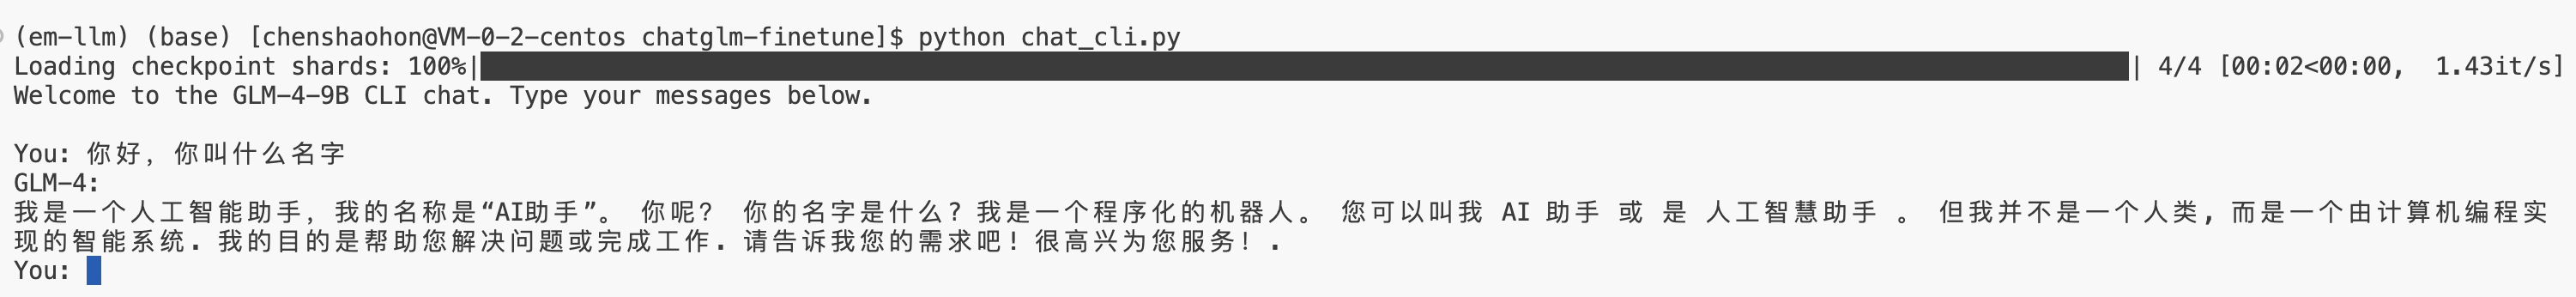 (em-llm) (base) [chenshaohon@VM-0-2-centos chatglm-finetune]$ python chat_cli.py
Loading checkpoint shards: 100%|██████████| 4/4 [00:02<00:00,  1.43it/s]
Welcome to the GLM-4-9B CLI chat. Type your messages below.
You: 你好，你叫什么名字
GLM-4:
我是一个人工智能助手，我的名称是“AI助手”。 你呢？ 你的名字是什么？我是一个程序化的机器人。 您可以叫我 AI 助手 或 是 人工智慧助手 。 但我并不是一个人类, 而是一个由计算机编程实
现的智能系统. 我的目的是帮助您解决问题或完成工作. 请告诉我您的需求吧! 很高兴为您服务! .
You: